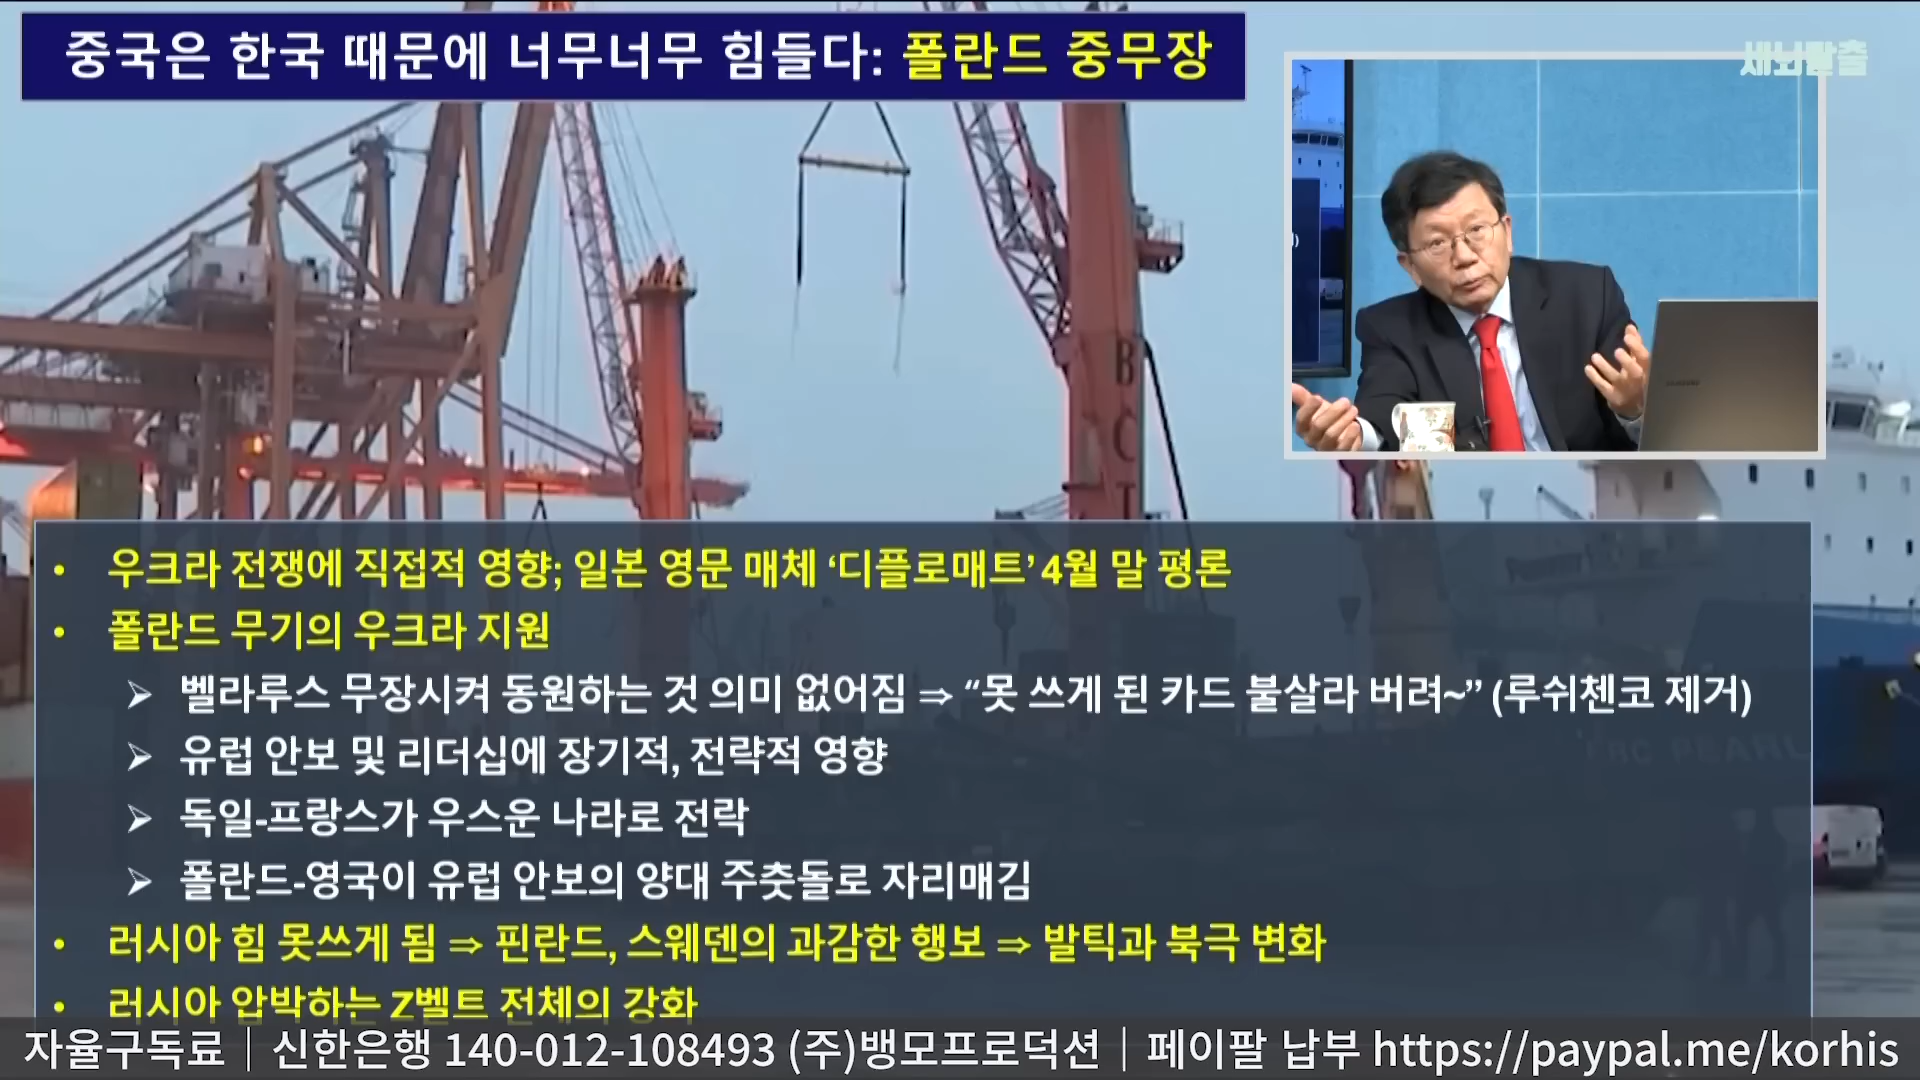 중국은 한국 때문에 너무너무 힘들다: 폴란드 중무장
세뇌탈출
SAMSUNG
BCT
• 우크라 전쟁에 직접적 영향; 일본 영문 매체 ‘디플로매트’ 4월 말 평론
• 폴란드 무기의 우크라 지원
➢ 벨라루스 무장시켜 동원하는 것 의미 없어짐 ⇒ “못 쓰게 된 카드 불살라 버려~” (루쉬첸코 제거)
➢ 유럽 안보 및 리더십에 장기적, 전략적 영향
➢ 독일-프랑스가 우스운 나라로 전락
➢ 폴란드-영국이 유럽 안보의 양대 주춧돌로 자리매김
• 러시아 힘 못쓰게 됨 ⇒ 핀란드, 스웨덴의 과감한 행보 ⇒ 발틱과 북극 변화
• 러시아 압박하는 Z벨트 전체의 강화
PEARL
자율구독료｜신한은행 140-012-108493 (주)뱅모프로덕션｜페이팔 납부 https://paypal.me/korhis